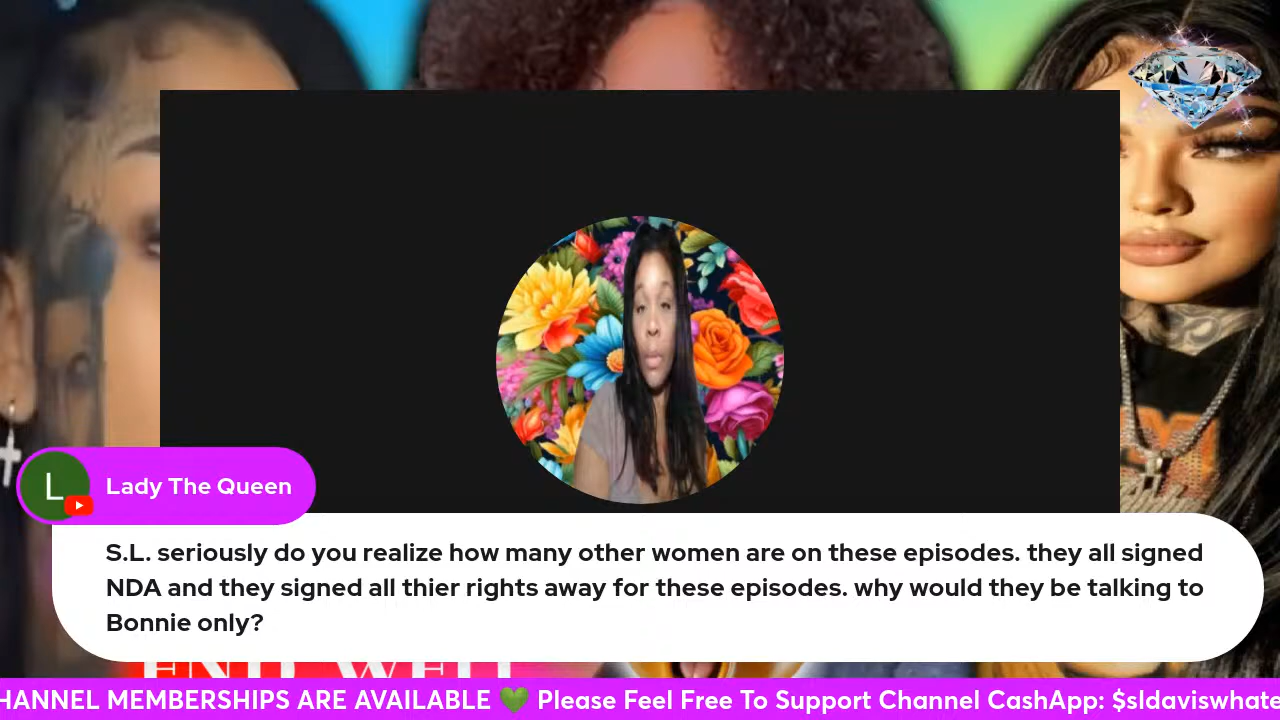 L
Lady The Queen
S.L. seriously do you realize how many other women are on these episodes. they all signed
NDA and they signed all thier rights away for these episodes. why would they be talking to
Bonnie only?
END WELL
HANNEL MEMBERSHIPS ARE AVAILABLE 💚 Please Feel Free To Support Channel CashApp: $sldaviswhate